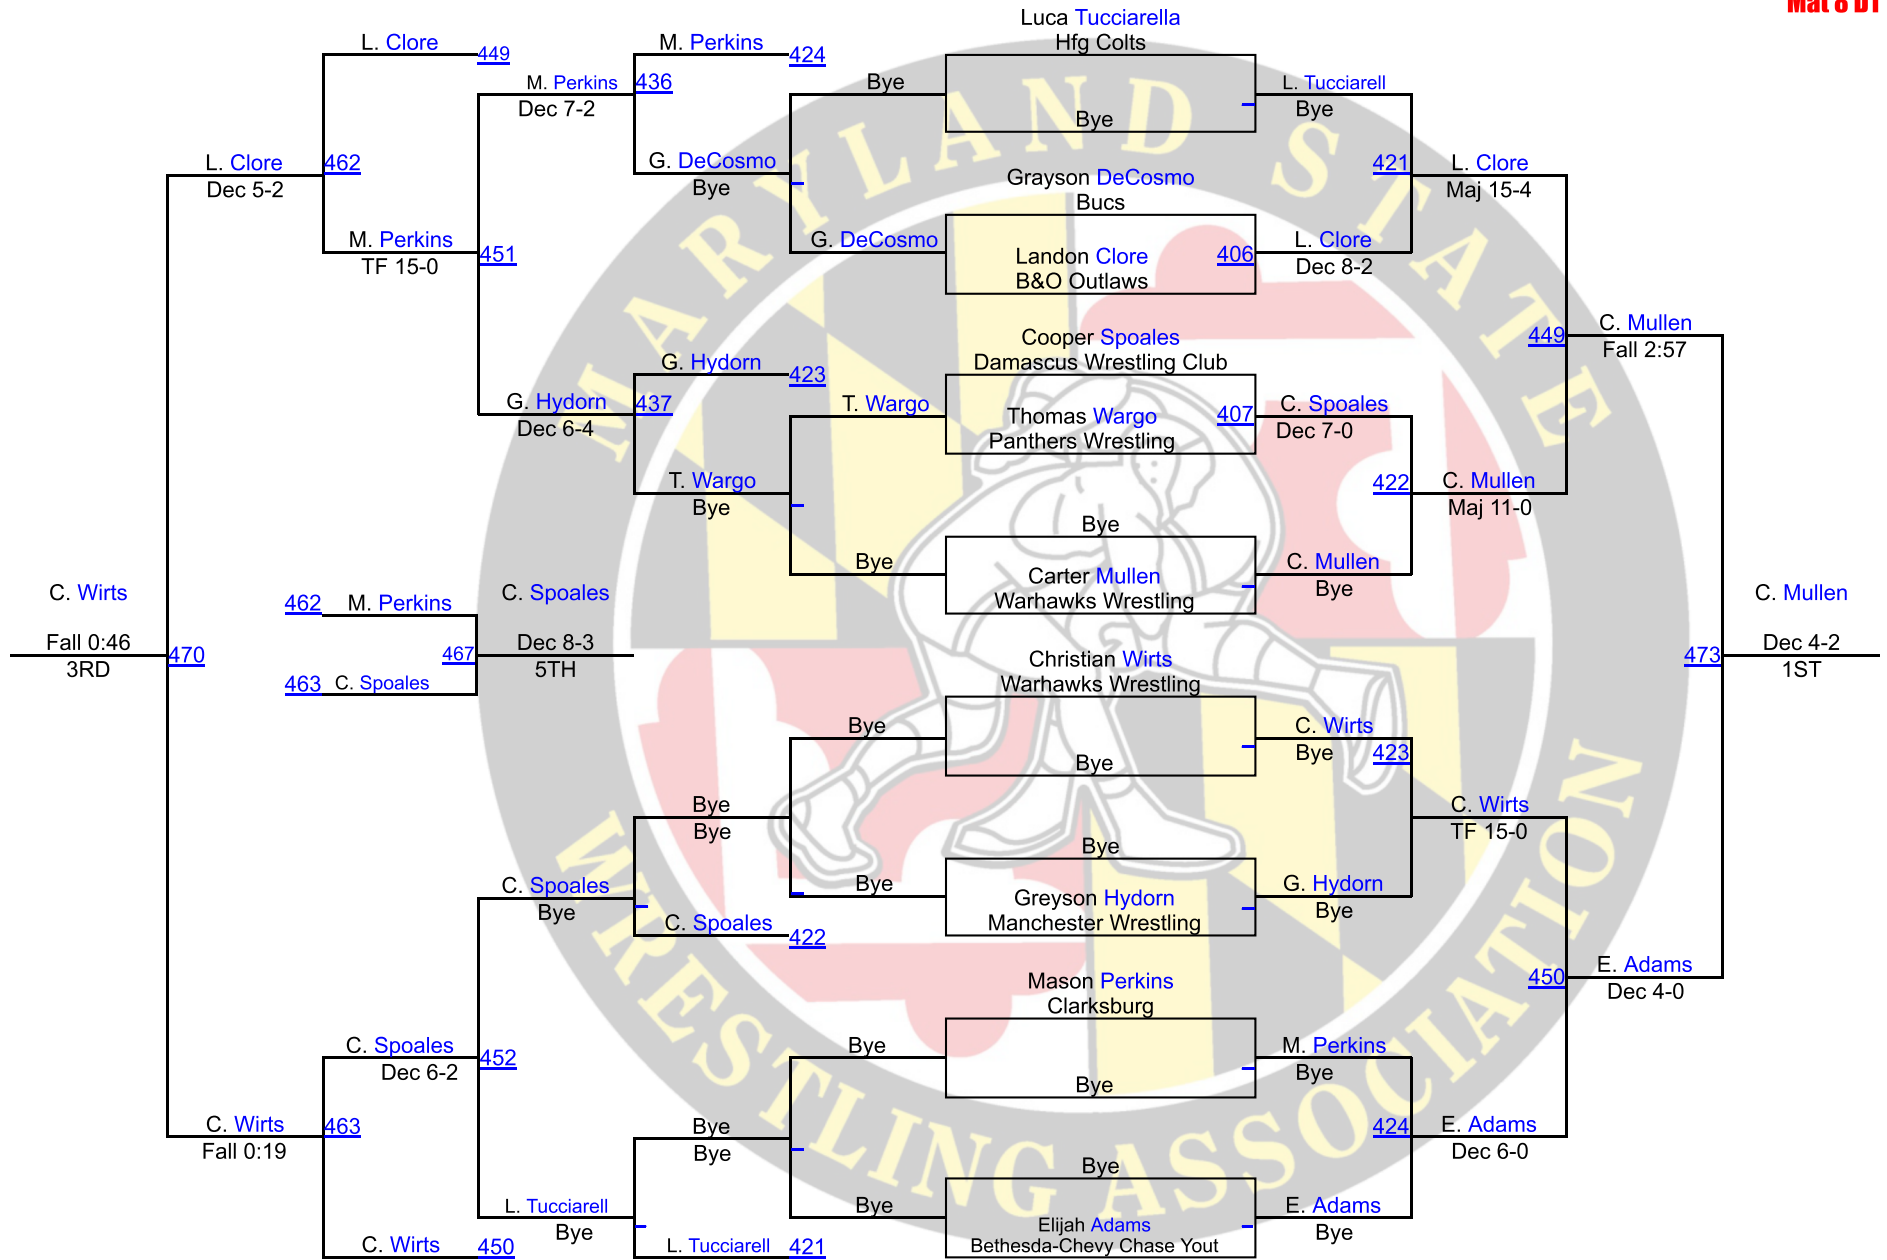 Luca Tucciarella
Hfg Colts
L. Clore
449
M. Perkins
424
M. Perkins
436
Dec 7-2
Bye
Bye
L. Tucciarell
Bye
L. Clore
462
Dec 5-2
G. DeCosmo
Bye
Grayson DeCosmo
Bucs
421
L. Clore
Maj 15-4
M. Perkins
451
TF 15-0
G. DeCosmo
Landon Clore
B&O Outlaws
406
L. Clore
Dec 8-2
Cooper Spoales
Damascus Wrestling Club
449
C. Mullen
Fall 2:57
G. Hydorn
423
G. Hydorn
437
Dec 6-4
T. Wargo
Thomas Wargo
Panthers Wrestling
407
C. Spoales
Dec 7-0
T. Wargo
Bye
422
C. Mullen
Maj 11-0
Bye
Bye
Carter Mullen
Warhawks Wrestling
C. Mullen
Bye
C. Wirts
Fall 0:46
3RD
470
462
M. Perkins
463
C. Spoales
467
C. Spoales
Dec 8-3
5TH
Christian Wirts
Warhawks Wrestling
473
C. Mullen
Dec 4-2
1ST
Bye
Bye
C. Wirts
Bye
423
Bye
Bye
C. Wirts
TF 15-0
Bye
C. Spoales
Bye
Bye
Greyson Hydorn
Manchester Wrestling
G. Hydorn
Bye
C. Spoales
422
Mason Perkins
Clarksburg
450
E. Adams
Dec 4-0
C. Spoales
452
Dec 6-2
Bye
Bye
M. Perkins
Bye
C. Wirts
463
Fall 0:19
Bye
Bye
424
E. Adams
Dec 6-0
Bye
L. Tucciarell
Bye
Bye
Elijah Adams
Bethesda-Chevy Chase Yout
E. Adams
Bye
C. Wirts
450
L. Tucciarell
421
MARYLAND STATE
WRESTLING ASSOCIATION